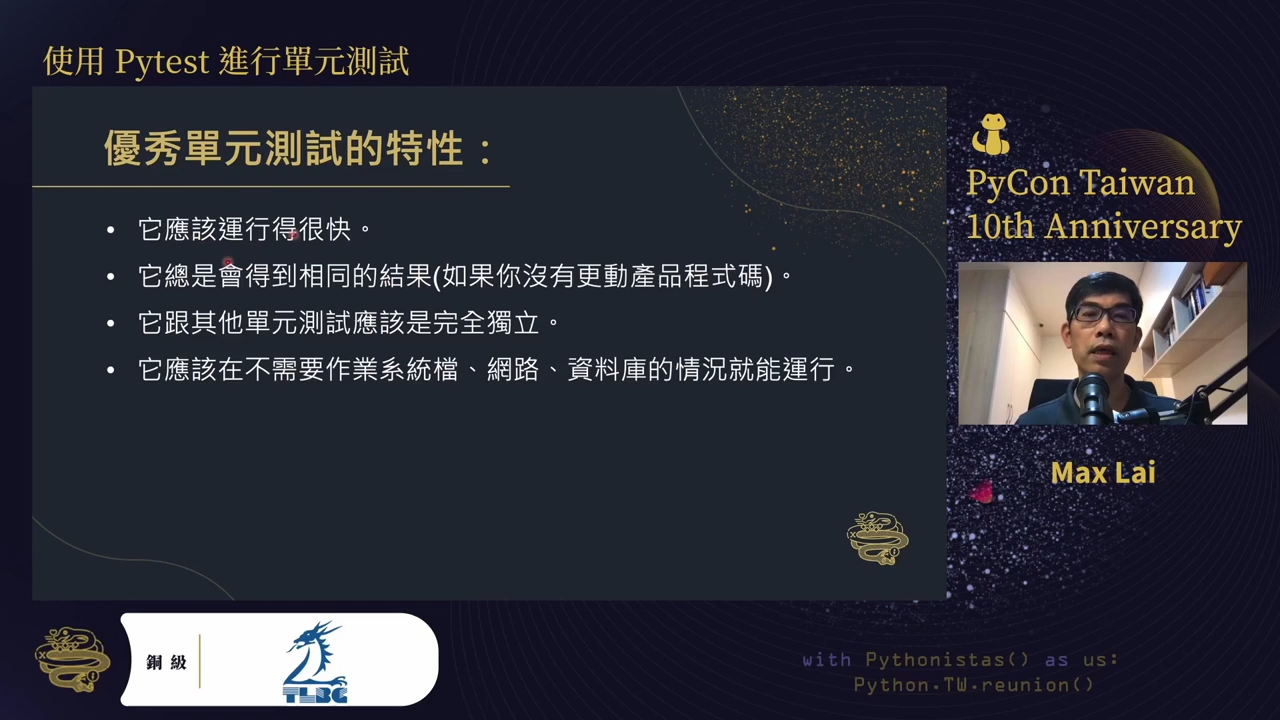 使用 Pytest 進行單元測試
優秀單元測試的特性：
• 它應該運行得很快。
• 它總是會得到相同的結果(如果你沒有更動產品程式碼)。
• 它跟其他單元測試應該是完全獨立。
• 它應該在不需要作業系統檔、網路、資料庫的情況就能運行。
PyCon Taiwan
10th Anniversary
Max Lai
銅級
TLBG
with Pythonistas() as us:
Python.TW.reunion()